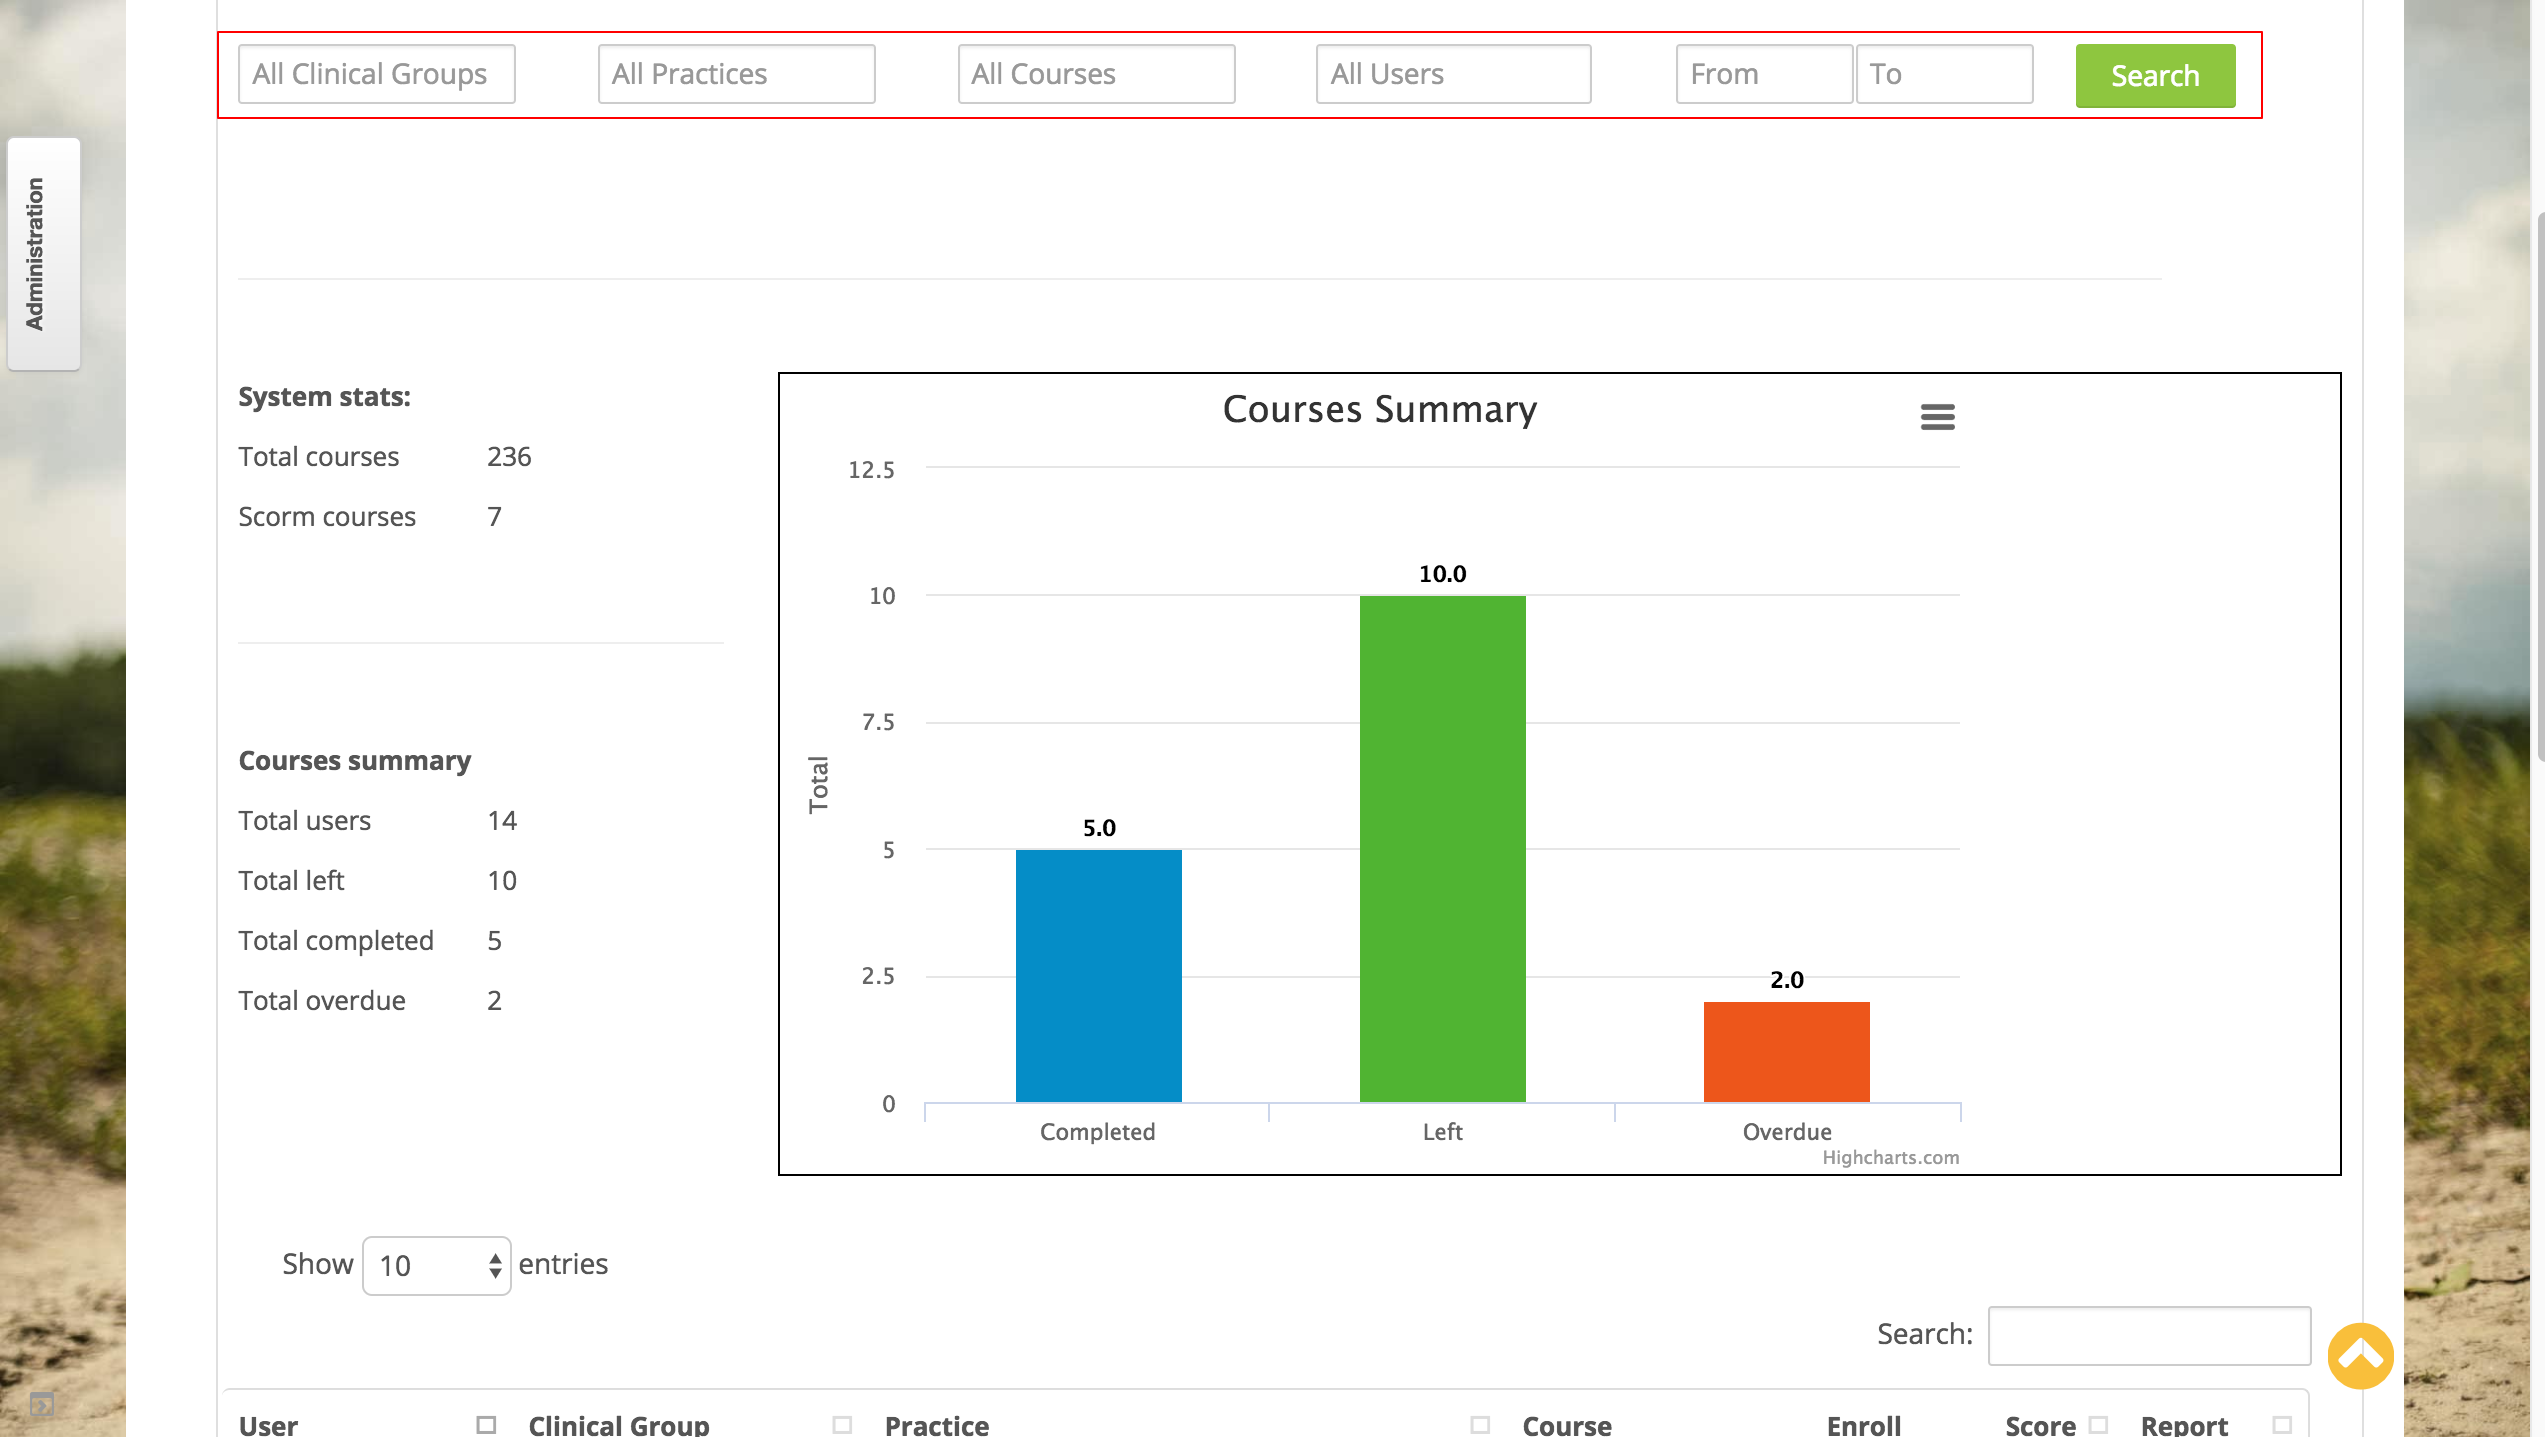 All Clinical Groups
All Practices
All Courses
All Users
From
To
Search
Administration
System stats:
Total courses 236
Scorm courses 7
Courses summary
Total users 14
Total left 10
Total completed 5
Total overdue 2
Courses Summary
12.5
10
7.5
5
2.5
0
Total
5.0
10.0
2.0
Completed
Left
Overdue
Highcharts.com
Show 10 entries
Search:
User Clinical Group Practice Course Enroll Score Report